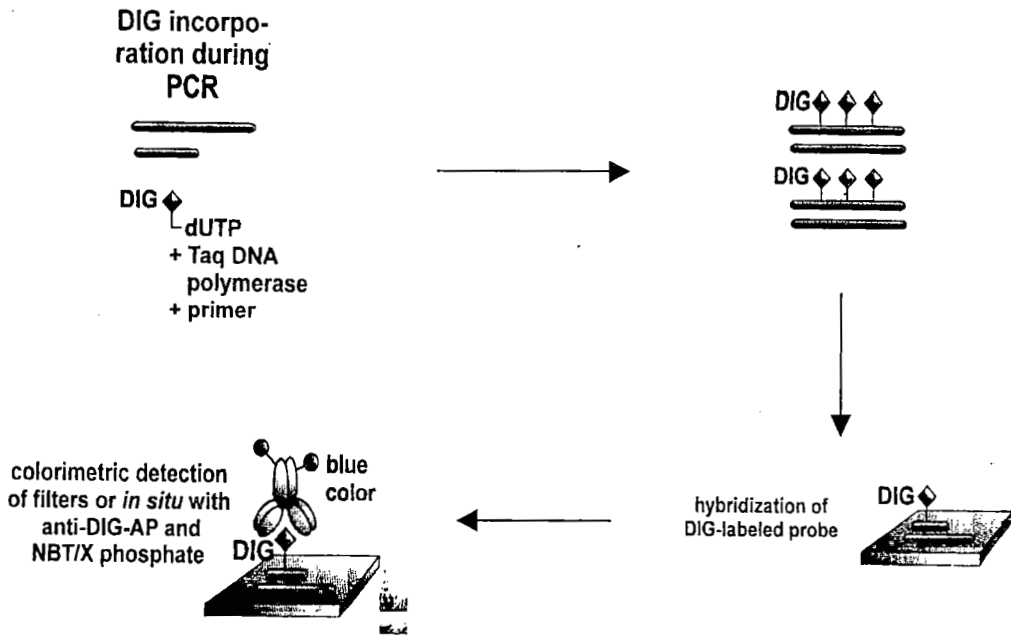 DIG incorpo-
ration during
PCR
DIG
dUTP
+ Taq DNA
polymerase
+ primer
DIG
DIG
DIG
hybridization of
DIG-labeled probe
blue
color
colorimetric detection
of filters or in situ with
anti-DIG-AP and
NBT/X phosphate
DIG